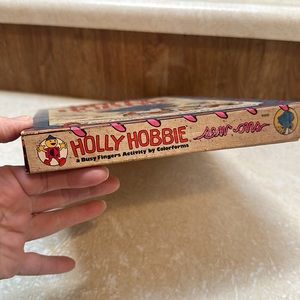 HOLLY HOBBIE sew-ons
a Busy Fingers Activity by Colorforms